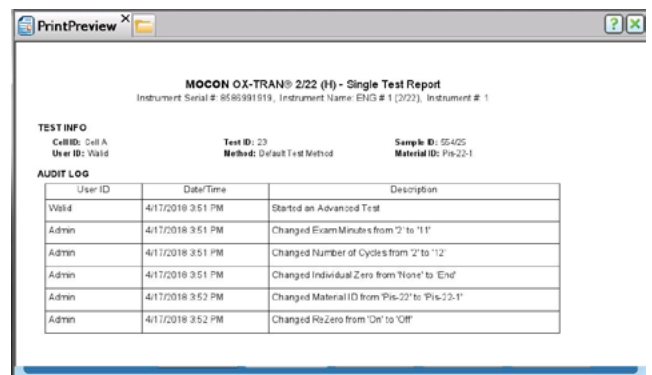 PrintPreview
MOCON OX-TRAN® 2/22 (H) - Single Test Report
Instrument Serial #: 8586991919, Instrument Name: ENG # 1 (2/22), Instrument #: 1
TEST INFO
Cell ID: Cell A Test ID: 23 Sample ID: 554/25
User ID: Walid Method: Default Test Method Material ID: Pis-22-1
AUDIT LOG
User ID Date/Time Description
Walid 4/17/2018 3:51 PM Started an Advanced Test
Admin 4/17/2018 3:51 PM Changed Exam Minutes from '2' to '11'
Admin 4/17/2018 3:51 PM Changed Number of Cycles from '2' to '12'
Admin 4/17/2018 3:51 PM Changed Individual Zero from 'None' to 'End'
Admin 4/17/2018 3:52 PM Changed Material ID from 'Pis-22' to 'Pis-22-1'
Admin 4/17/2018 3:52 PM Changed ReZero from 'On' to 'Off'